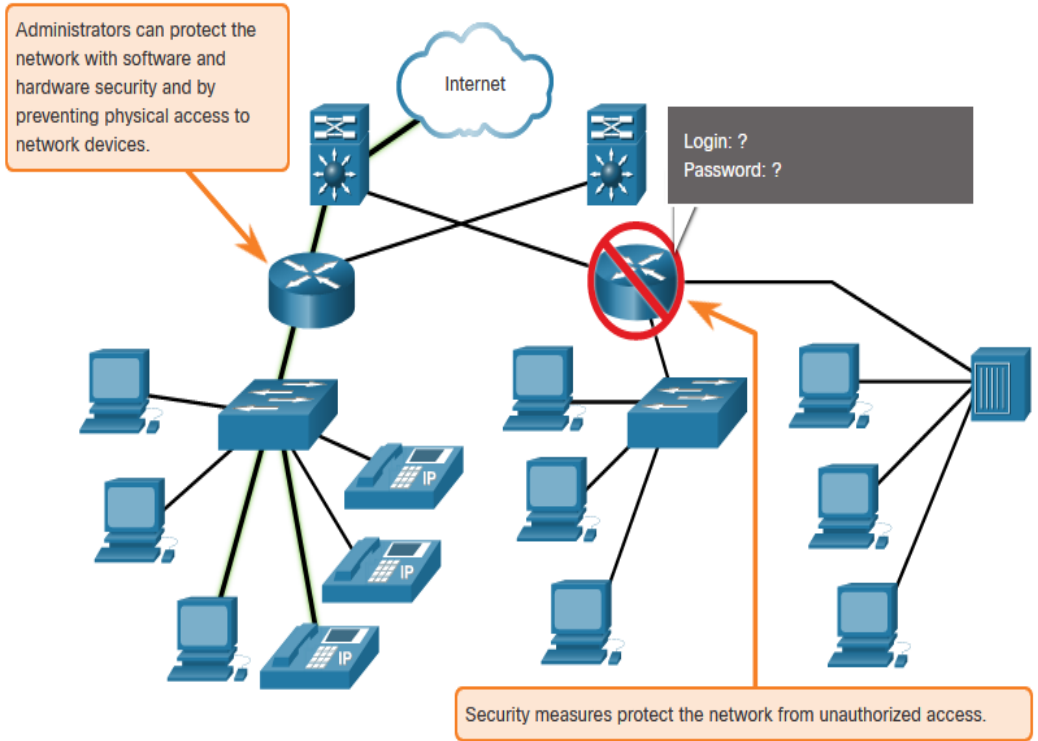 Administrators can protect the
network with software and
hardware security and by
preventing physical access to
network devices.
Internet
Login: ?
Password: ?
IP
IP
IP
Security measures protect the network from unauthorized access.